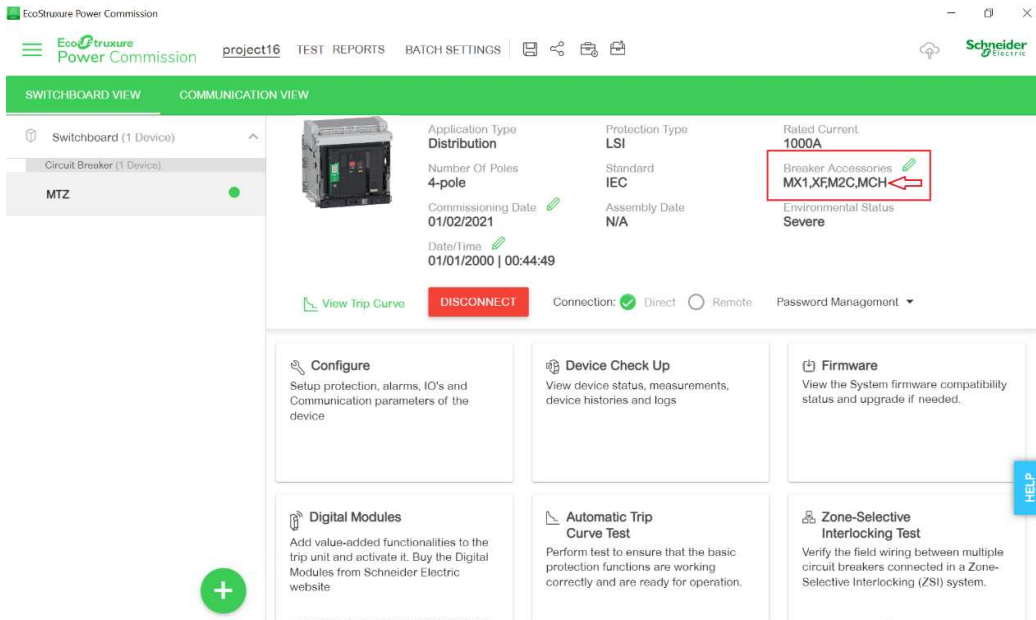 EcoStruxure Power Commission
EcoStruxure
Power Commission
project16 TEST REPORTS BATCH SETTINGS
Schneider
Electric
SWITCHBOARD VIEW COMMUNICATION VIEW
Switchboard (1 Device)
Circuit Breaker (1 Device)
MTZ
Application Type
Distribution
Protection Type
LSI
Rated Current
1000A
Number Of Poles
4-pole
Standard
IEC
Breaker Accessories
MX1,XF,M2C,MCH
Commissioning Date
01/02/2021
Assembly Date
N/A
Environmental Status
Severe
Date/Time
01/01/2000 | 00:44:49
View Trip Curve
DISCONNECT
Connection: Direct Remote
Password Management
Configure
Setup protection, alarms, IO's and
Communication parameters of the
device
Device Check Up
View device status, measurements,
device histories and logs
Firmware
View the System firmware compatibility
status and upgrade if needed.
HELP
Digital Modules
Add value-added functionalities to the
trip unit and activate it. Buy the Digital
Modules from Schneider Electric
website
Automatic Trip
Curve Test
Perform test to ensure that the basic
protection functions are working
correctly and are ready for operation.
Zone-Selective
Interlocking Test
Verify the field wiring between multiple
circuit breakers connected in a Zone-
Selective Interlocking (ZSI) system.